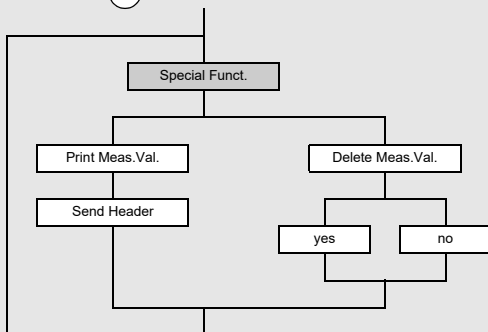 Special Funct.
Print Meas.Val.
Delete Meas.Val.
Send Header
yes
no